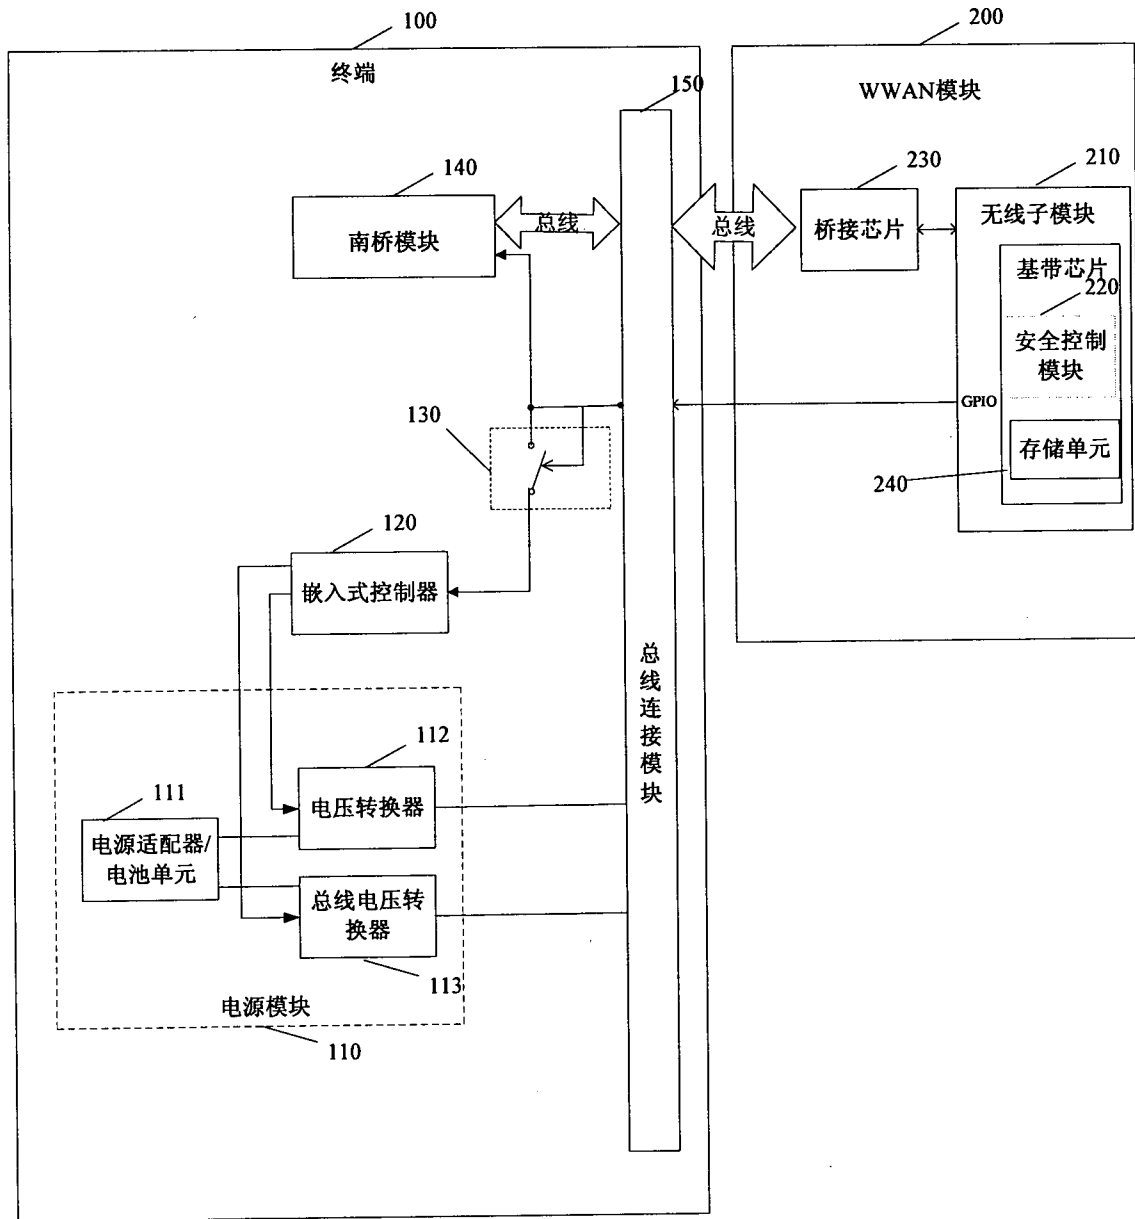 100
200
终端
150
WWAN模块
140
230
210
南桥模块
总线
总线
桥接芯片
无线子模块
基带芯片
220
安全控制
模块
130
GPIO
存储单元
240
120
嵌入式控制器
总线连接模块
112
111
电压转换器
电源适配器/
电池单元
总线电压转
换器
113
电源模块
110